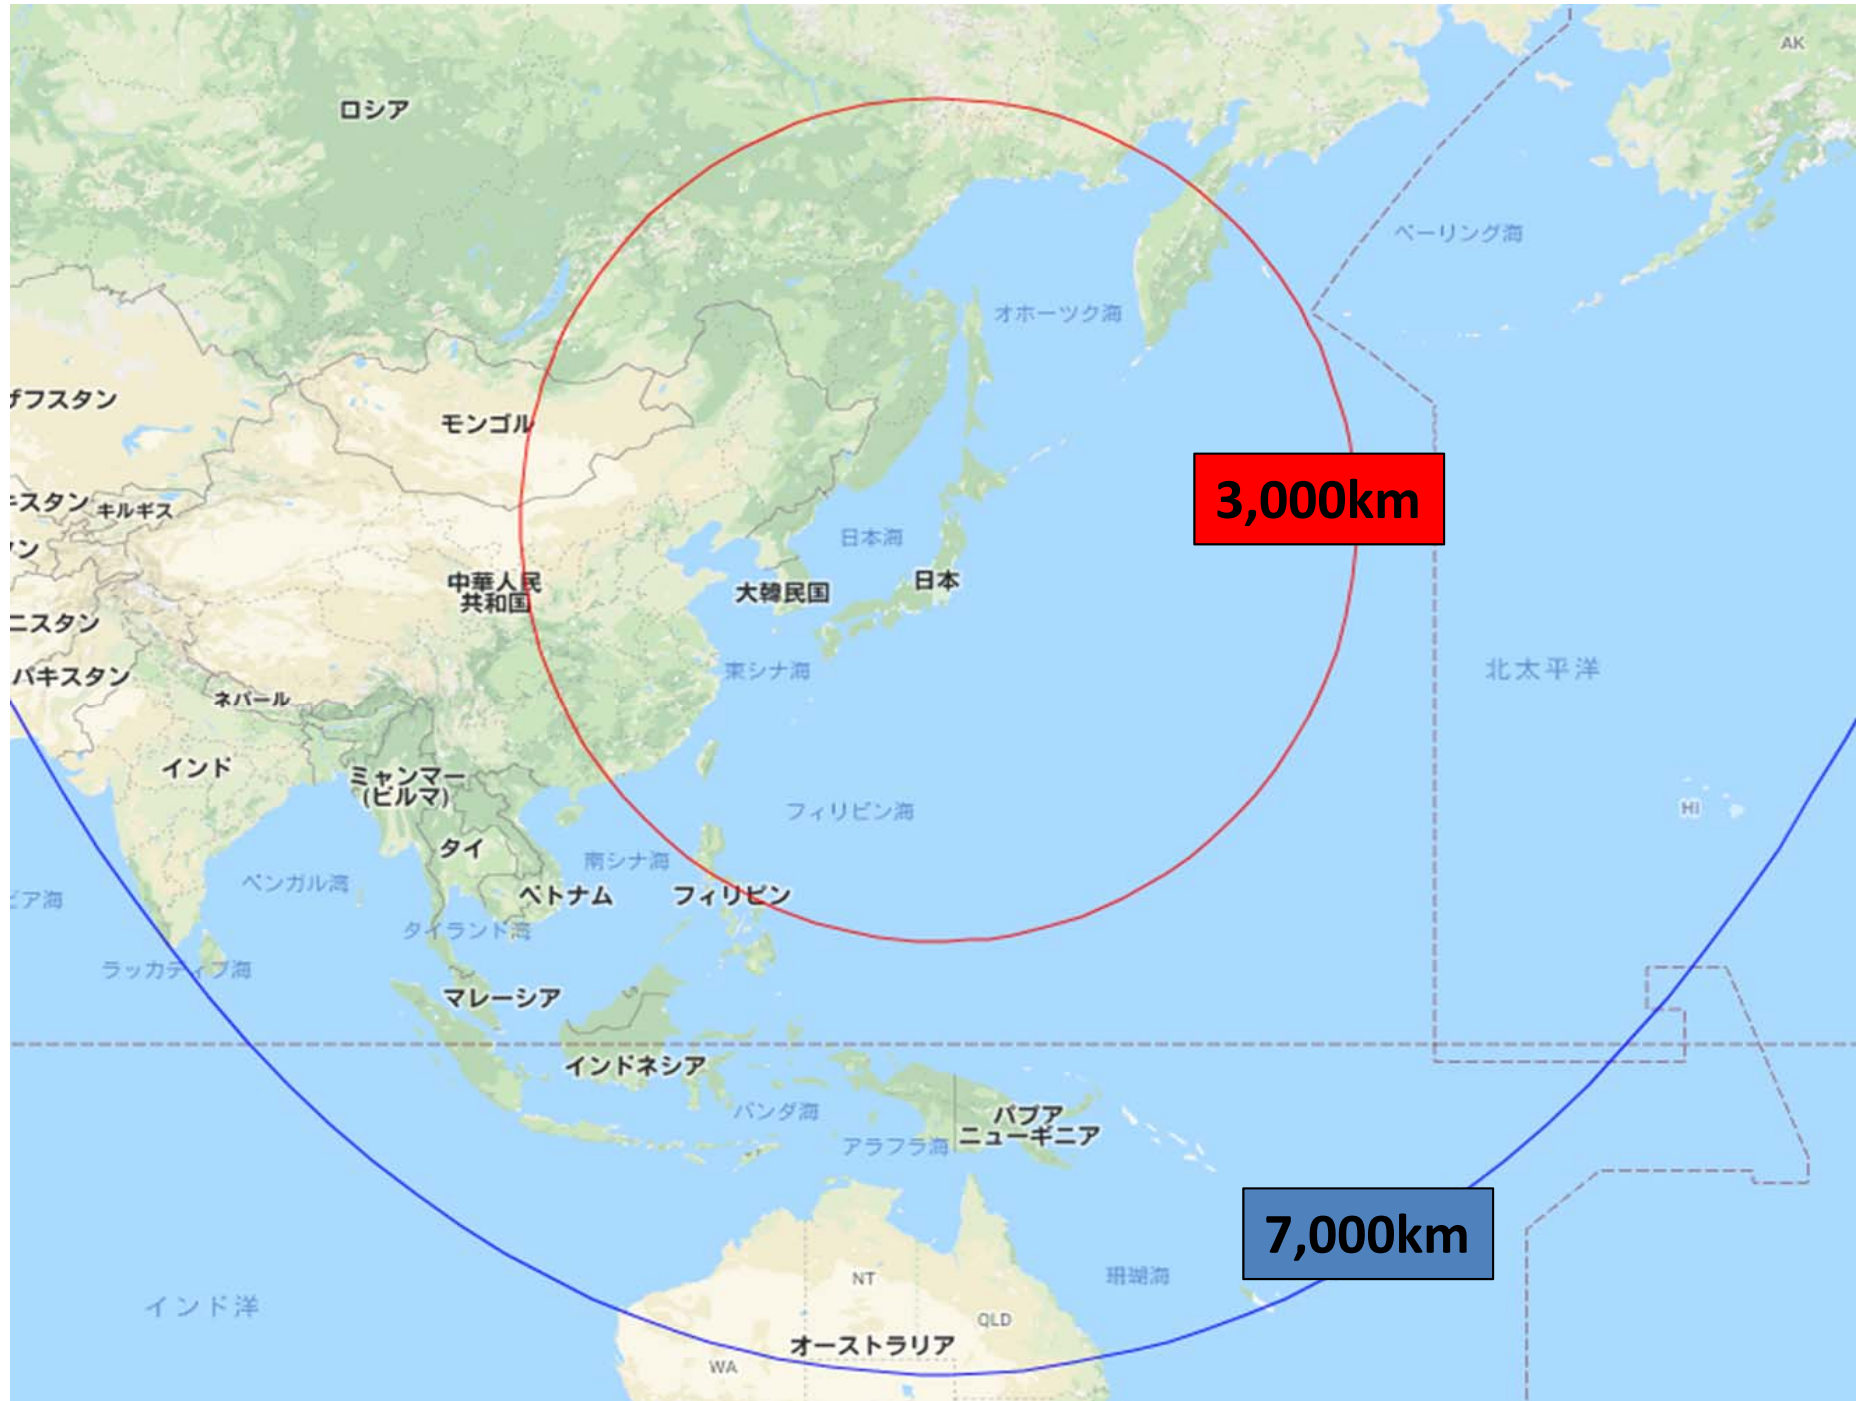 AK
ロシア
ベーリング海
オホーツク海
ザフスタン
モンゴル
3,000km
スタン
キルギス
日本海
ン
中華人民
共和国
大韓民国
日本
ニスタン
パキスタン
東シナ海
北太平洋
ネパール
インド
ミャンマー
(ビルマ)
HI
フィリピン海
タイ
南シナ海
ベンガル湾
ベトナム
フィリピン
ビア海
タイランド湾
ラッカディブ海
マレーシア
インドネシア
バンダ海
パプア
ニューギニア
アラフラ海
7,000km
NT
珊瑚海
インド洋
QLD
オーストラリア
WA